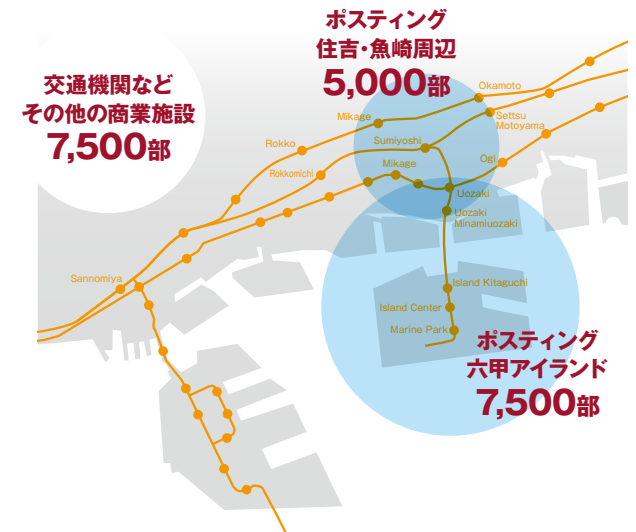 ポスティング
住吉・魚崎周辺
5,000部
交通機関など
その他の商業施設
7,500部
Okamoto
Mikage
Settsu
Motoyama
Rokko
Sumiyoshi
Mikage
Ogi
Rokkomichi
Uozaki
Uozaki
Minamiuozaki
Sannomiya
Island Kitaguchi
Island Center
Marine Park
ポスティング
六甲アイランド
7,500部